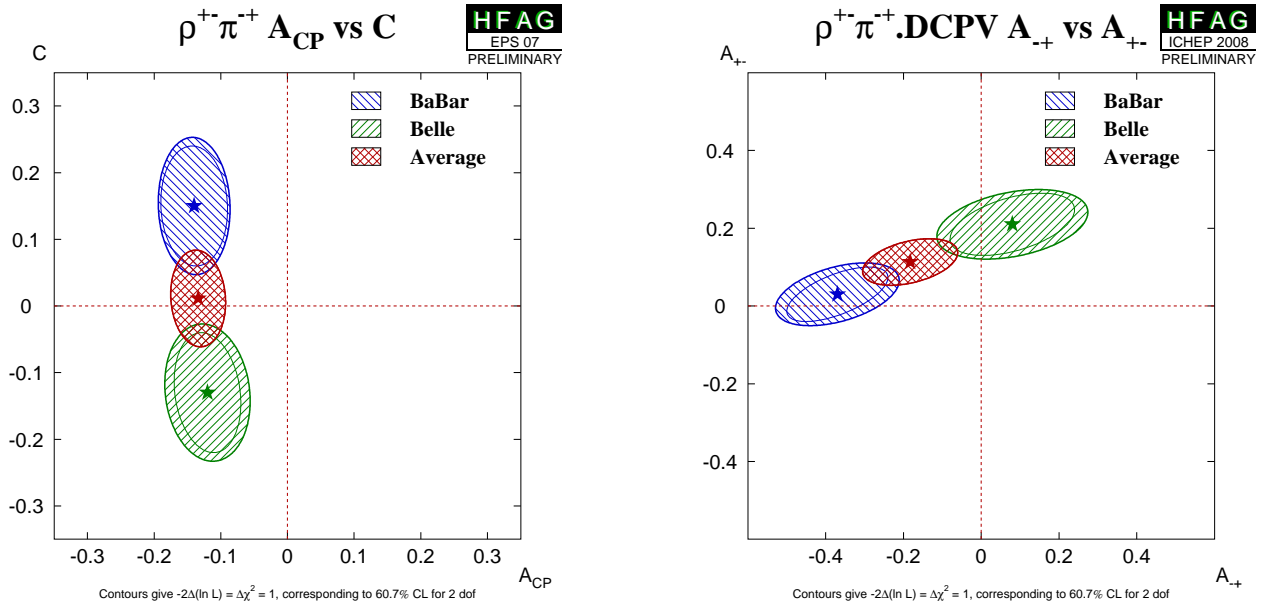 ρ⁺⁻π⁻⁺ A_CP vs C
HFAG
EPS 07
PRELIMINARY
C
BaBar
Belle
Average
0.3
0.2
0.1
0
-0.1
-0.2
-0.3
-0.3 -0.2 -0.1 0 0.1 0.2 0.3
A_CP
Contours give -2Δ(ln L) = Δχ² = 1, corresponding to 60.7% CL for 2 dof
ρ⁺⁻π⁻⁺.DCPV A₋₊ vs A₊₋
HFAG
ICHEP 2008
PRELIMINARY
A₊₋
BaBar
Belle
Average
0.4
0.2
0
-0.2
-0.4
-0.4 -0.2 0 0.2 0.4
A₋₊
Contours give -2Δ(ln L) = Δχ² = 1, corresponding to 60.7% CL for 2 dof